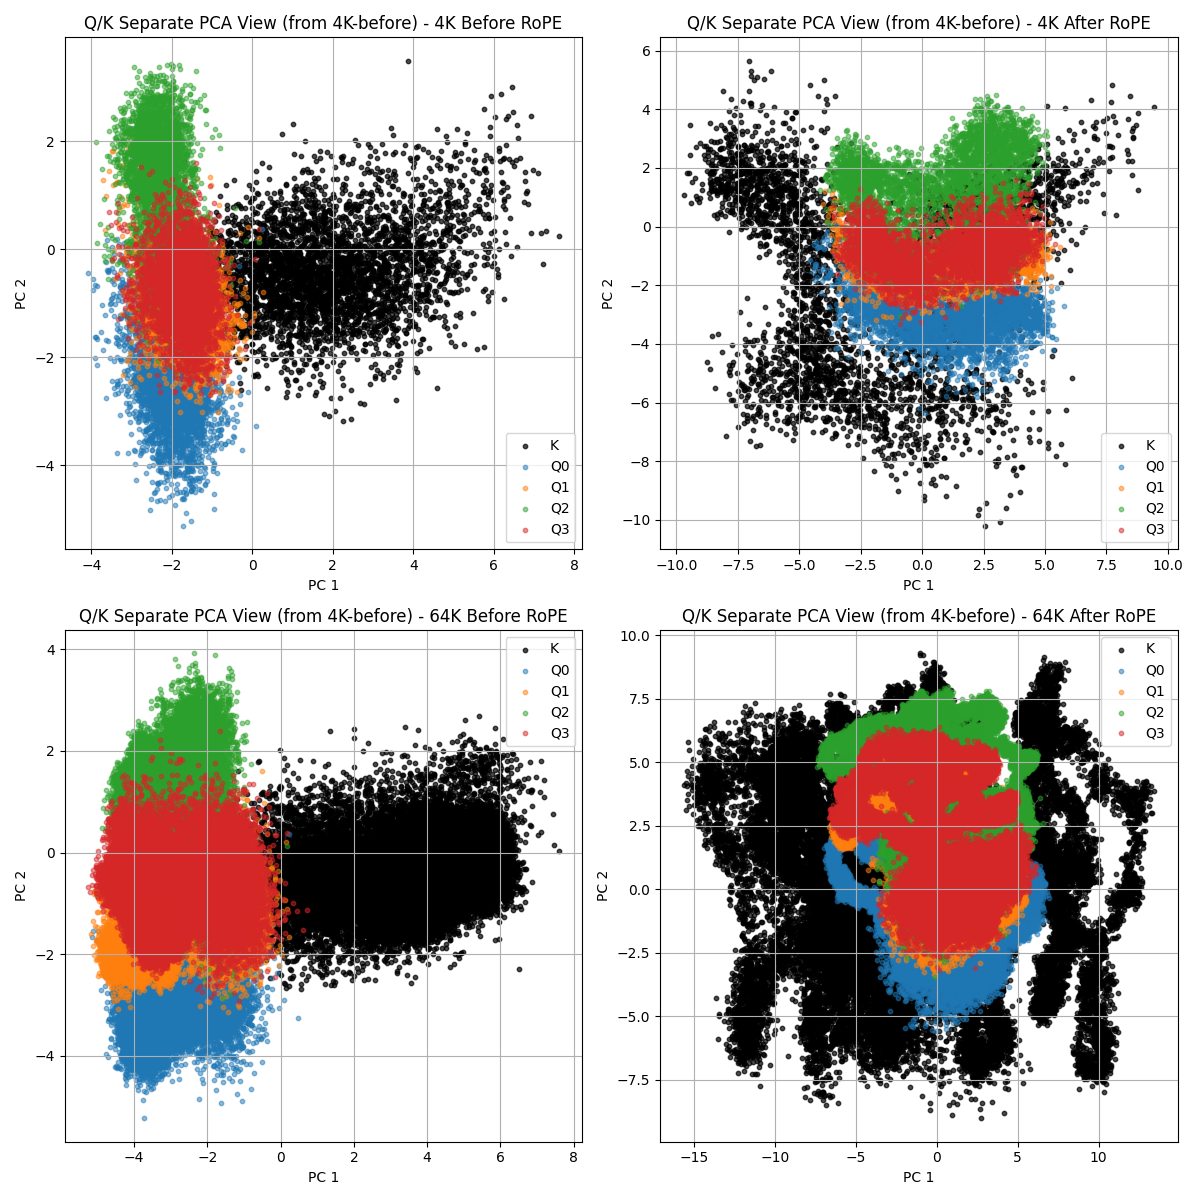 Q/K Separate PCA View (from 4K-before) - 4K Before RoPE
2
0
−2
−4
PC 2
−4 −2 0 2 4 6 8
PC 1
K
Q0
Q1
Q2
Q3
Q/K Separate PCA View (from 4K-before) - 4K After RoPE
6
4
2
0
−2
−4
−6
−8
−10
PC 2
−10.0 −7.5 −5.0 −2.5 0.0 2.5 5.0 7.5 10.0
PC 1
K
Q0
Q1
Q2
Q3
Q/K Separate PCA View (from 4K-before) - 64K Before RoPE
4
2
0
−2
−4
PC 2
−4 −2 0 2 4 6 8
PC 1
K
Q0
Q1
Q2
Q3
Q/K Separate PCA View (from 4K-before) - 64K After RoPE
10.0
7.5
5.0
2.5
0.0
−2.5
−5.0
−7.5
PC 2
−15 −10 −5 0 5 10
PC 1
K
Q0
Q1
Q2
Q3